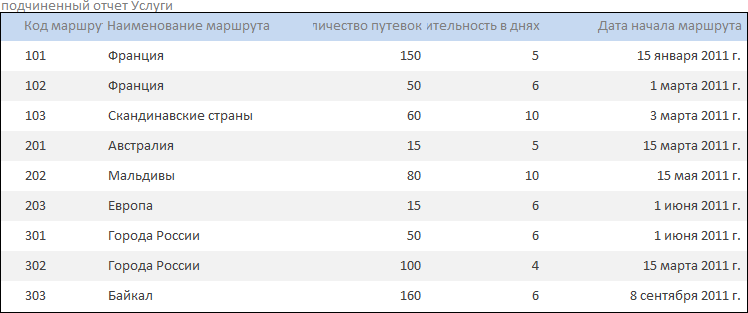 подчиненный отчет Услуги
Код маршру Наименование маршрута личество путевок ительность в днях Дата начала маршрута
101 Франция 150 5 15 января 2011 г.
102 Франция 50 6 1 марта 2011 г.
103 Скандинавские страны 60 10 3 марта 2011 г.
201 Австралия 15 5 15 марта 2011 г.
202 Мальдивы 80 10 15 мая 2011 г.
203 Европа 15 6 1 июня 2011 г.
301 Города России 50 6 1 июня 2011 г.
302 Города России 100 4 15 марта 2011 г.
303 Байкал 160 6 8 сентября 2011 г.